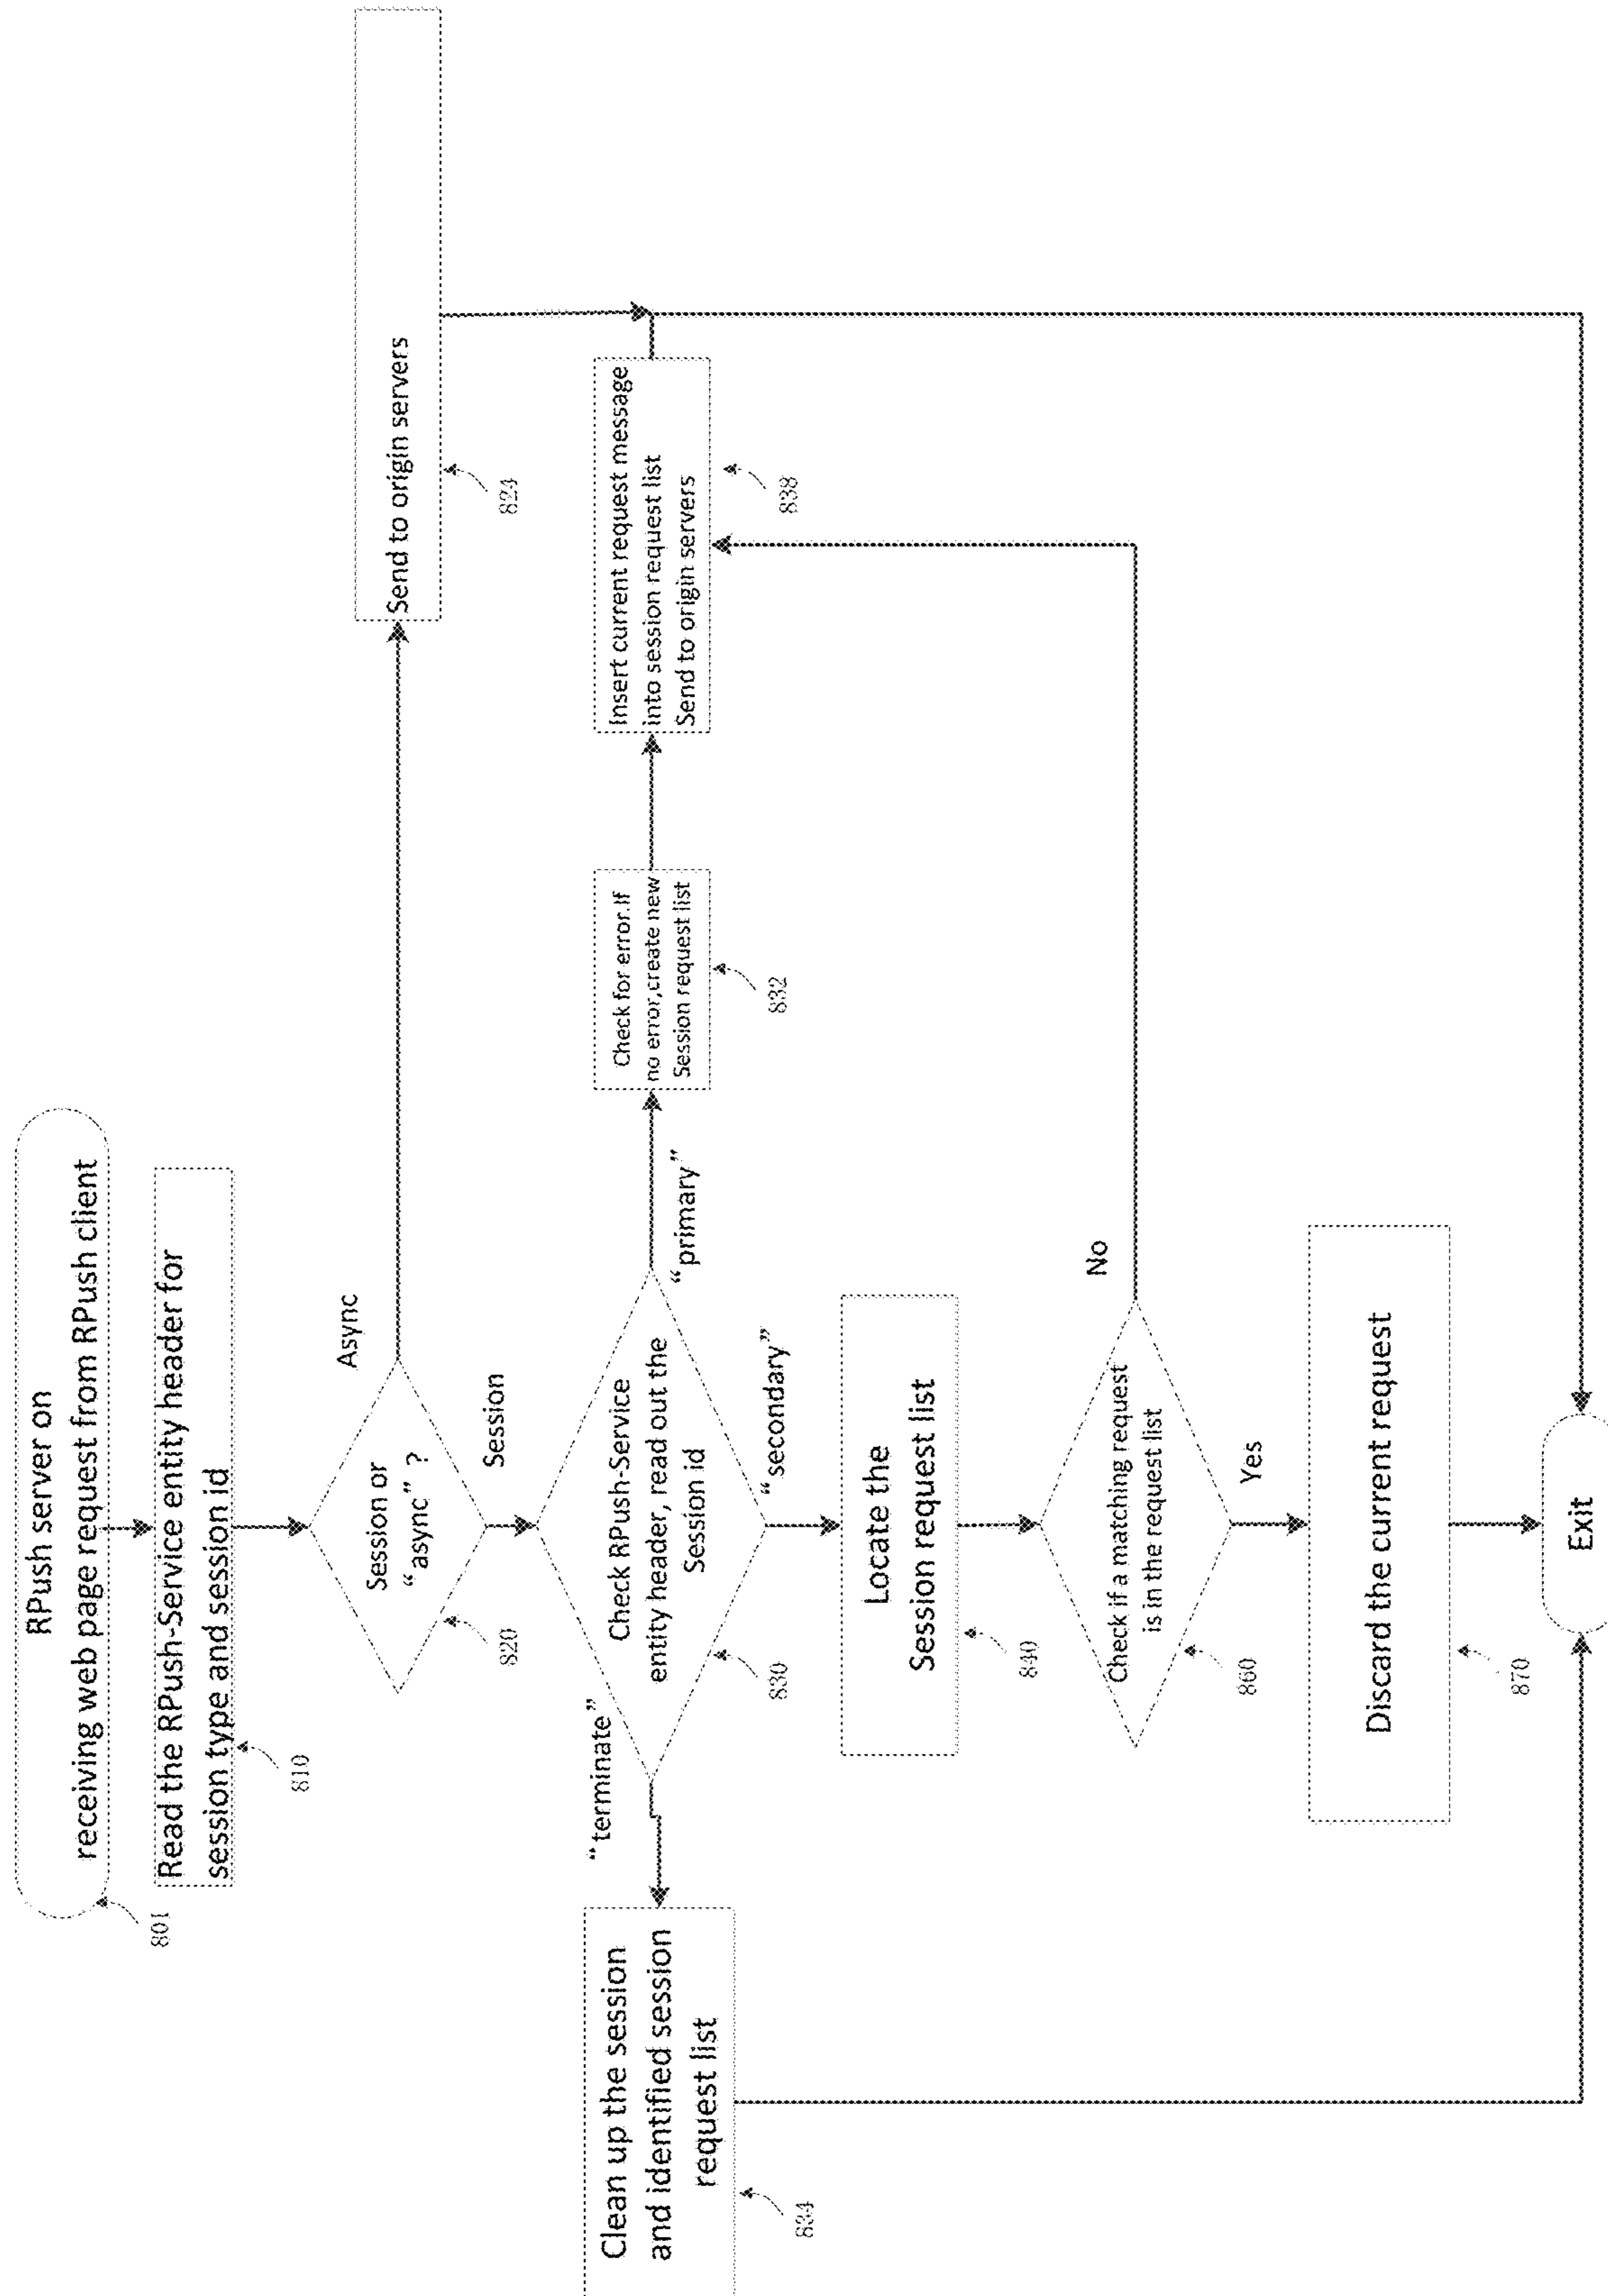 RPush server on
receiving web page request from RPush client
801
Read the RPush-Service entity header for
session type and session id
810
Session or
“async” ?
820
Async
Send to origin servers
824
Session
Check RPush-Service
entity header, read out the
Session id
830
“terminate”
Clean up the session
and identified session
request list
834
“primary”
Check for error.If
no error,create new
Session request list
832
Insert current request message
into session request list
Send to origin servers
838
“secondary”
Locate the
Session request list
840
Check if a matching request
is in the request list
860
No
Yes
Discard the current request
870
Exit